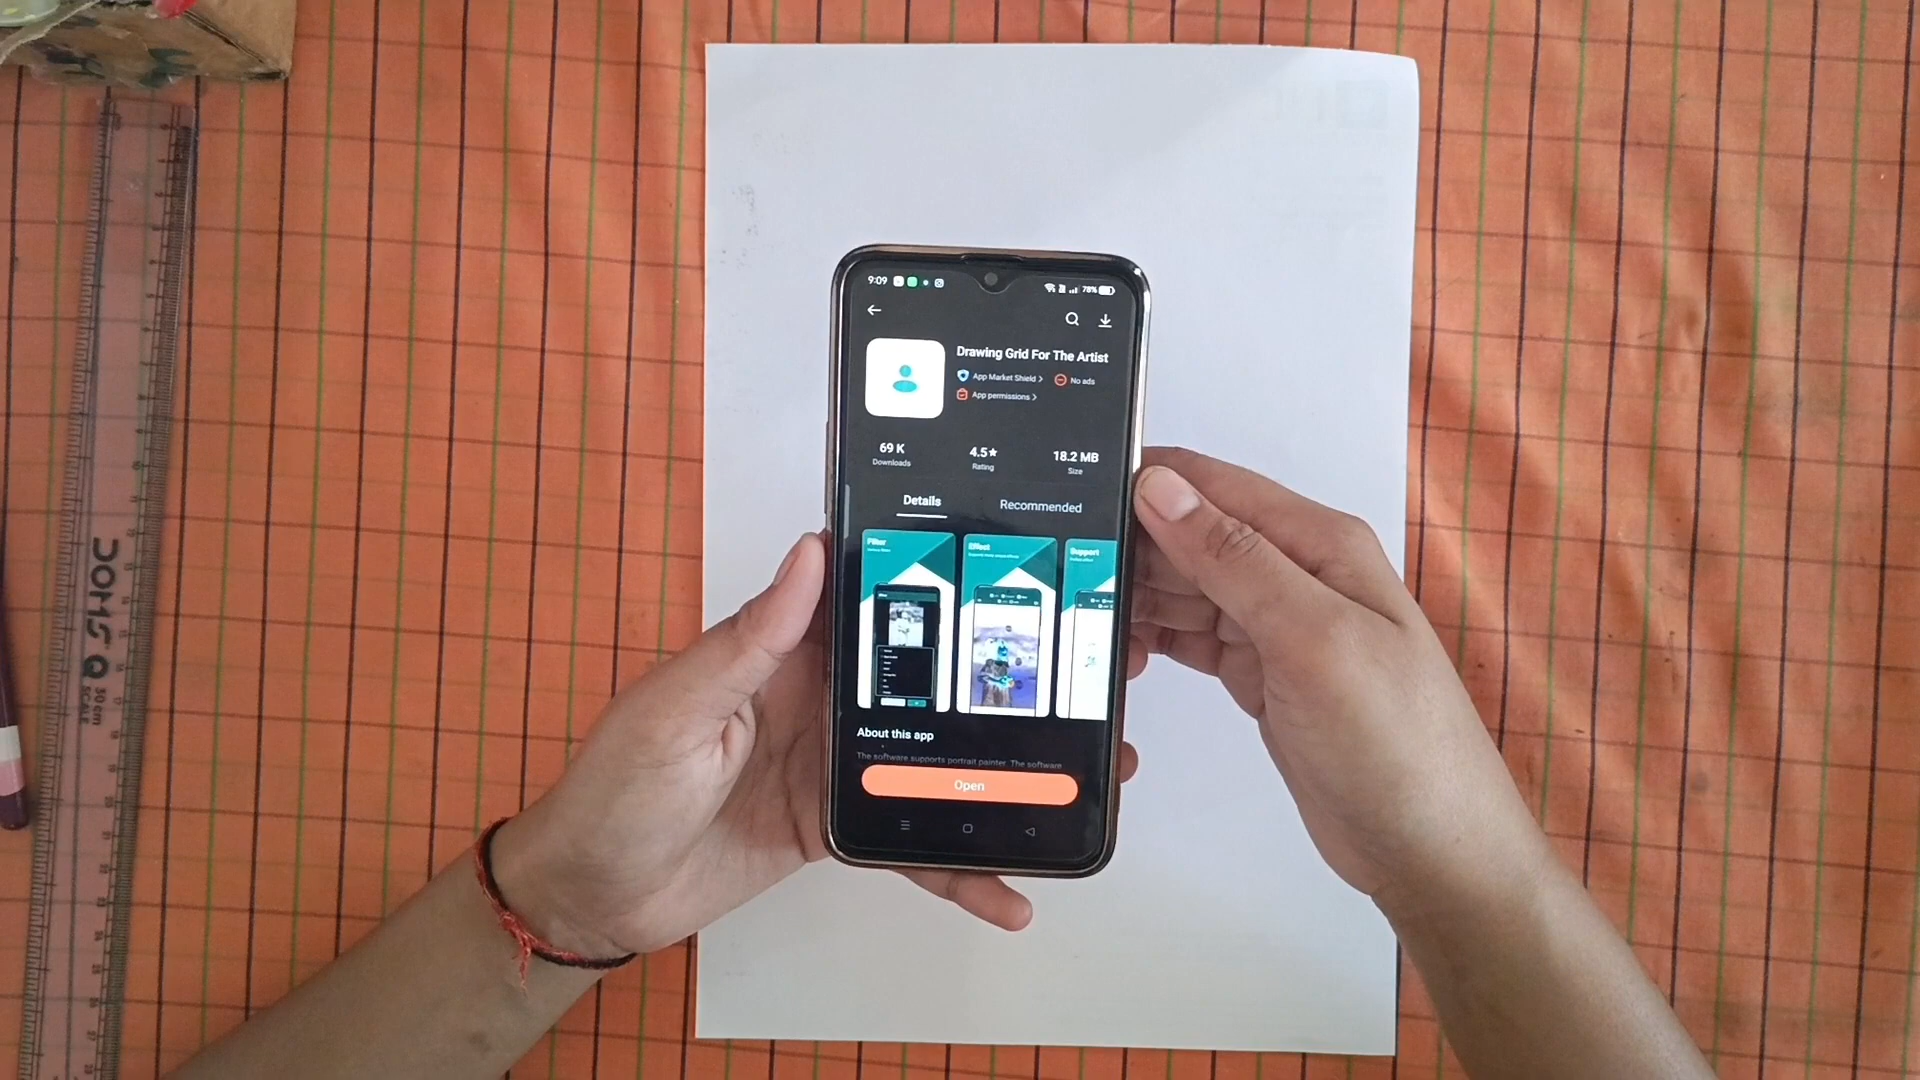 9:09
78%
Drawing Grid For The Artist
App Market Shield >
No ads
App permissions >
69 K
Downloads
4.5★
Rating
18.2 MB
Size
Details
Recommended
Filter
Effect
Support
About this app
The software supports portrait painter. The software
Open
DOMS Q
SCALE
30 cm